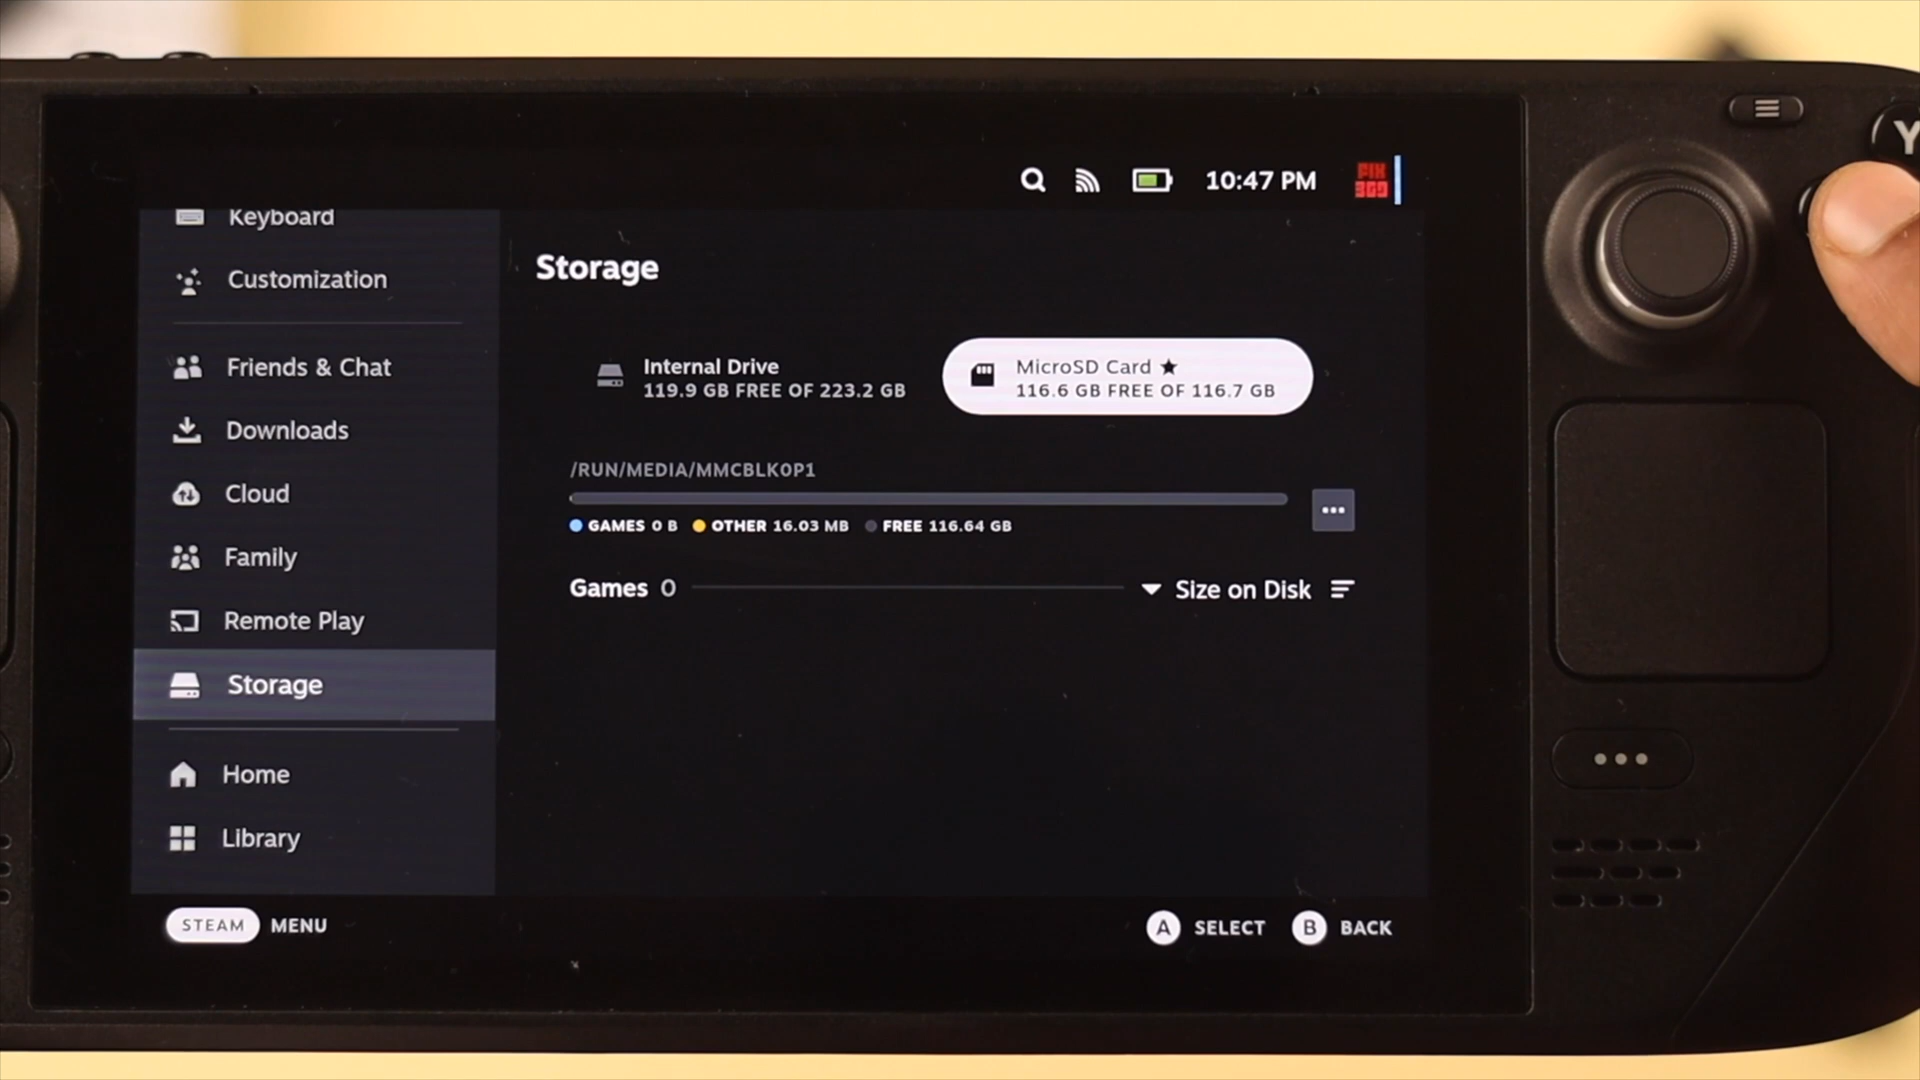 10:47 PM
FIX
369
Y
Keyboard
Customization
Friends & Chat
Downloads
Cloud
Family
Remote Play
Storage
Home
Library
Storage
Internal Drive
119.9 GB FREE OF 223.2 GB
MicroSD Card ★
116.6 GB FREE OF 116.7 GB
/RUN/MEDIA/MMCBLK0P1
GAMES 0 B OTHER 16.03 MB FREE 116.64 GB
Games 0
Size on Disk
STEAM MENU
A SELECT B BACK